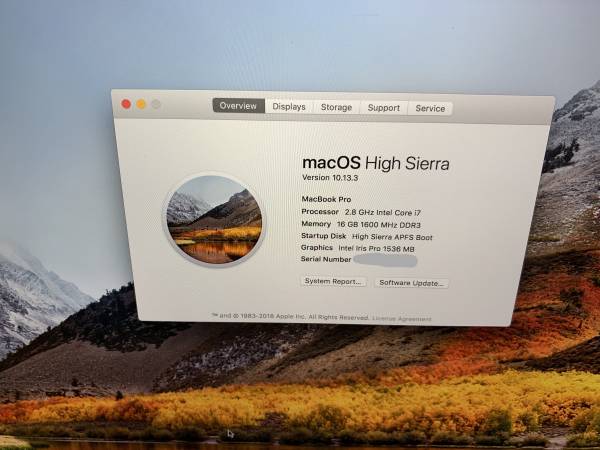 Overview Displays Storage Support Service
macOS High Sierra
Version 10.13.3
MacBook Pro
Processor 2.8 GHz Intel Core i7
Memory 16 GB 1600 MHz DDR3
Startup Disk High Sierra APFS Boot
Graphics Intel Iris Pro 1536 MB
Serial Number
System Report... Software Update...
™ and © 1983-2018 Apple Inc. All Rights Reserved. License Agreement